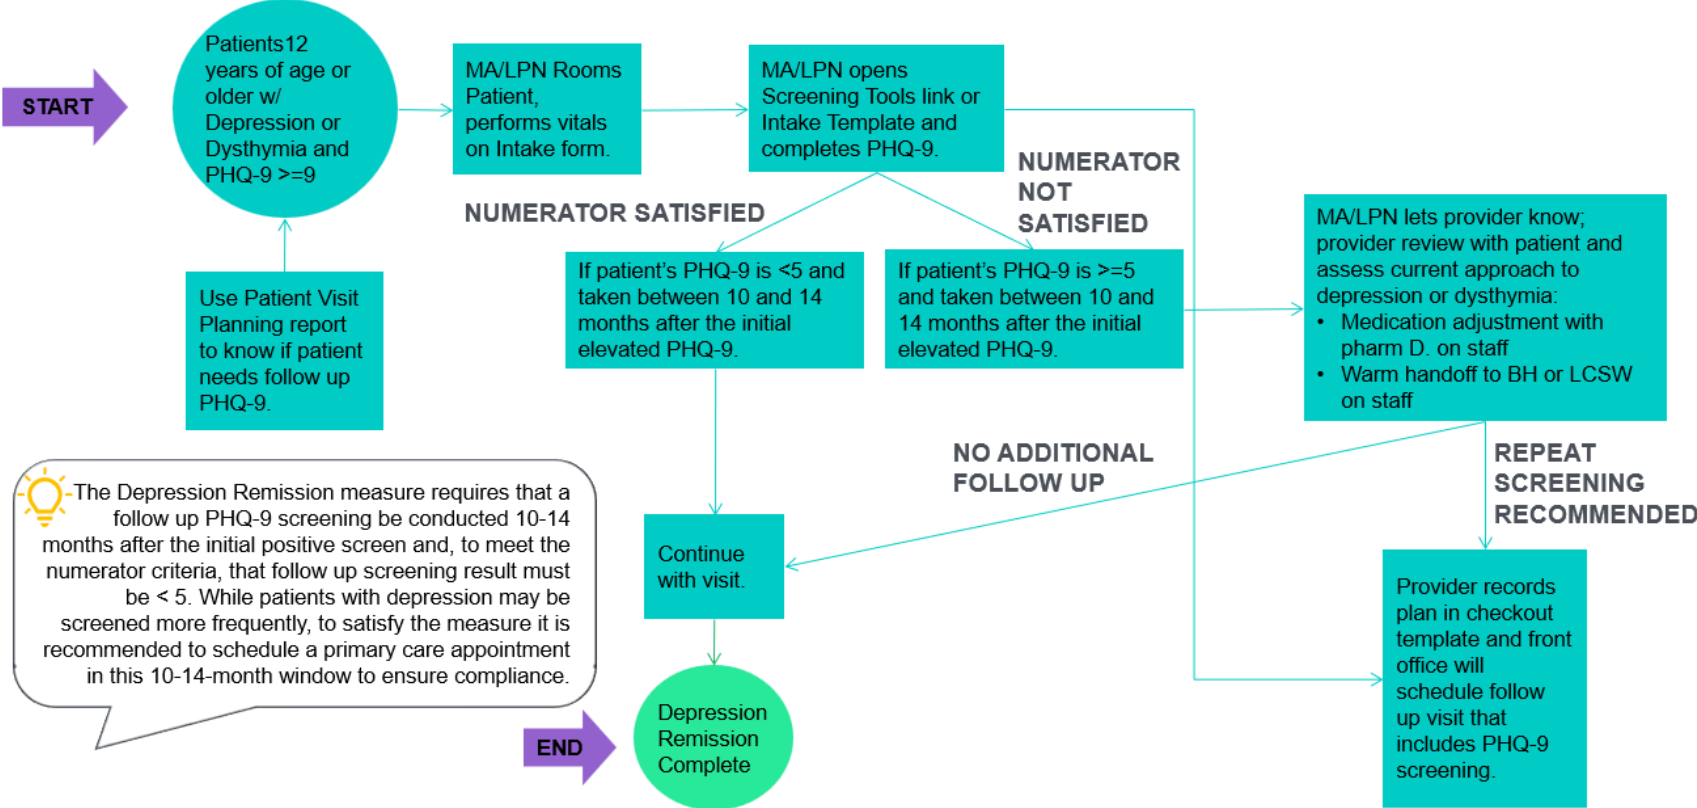 START
Patients12
years of age or
older w/
Depression or
Dysthymia and
PHQ-9 >=9
MA/LPN Rooms
Patient,
performs vitals
on Intake form.
MA/LPN opens
Screening Tools link or
Intake Template and
completes PHQ-9.
NUMERATOR SATISFIED
NUMERATOR
NOT
SATISFIED
Use Patient Visit
Planning report
to know if patient
needs follow up
PHQ-9.
If patient's PHQ-9 is <5 and
taken between 10 and 14
months after the initial
elevated PHQ-9.
If patient's PHQ-9 is >=5
and taken between 10 and
14 months after the initial
elevated PHQ-9.
MA/LPN lets provider know;
provider review with patient and
assess current approach to
depression or dysthymia:
• Medication adjustment with
pharm D. on staff
• Warm handoff to BH or LCSW
on staff
NO ADDITIONAL
FOLLOW UP
REPEAT
SCREENING
RECOMMENDED
The Depression Remission measure requires that a
follow up PHQ-9 screening be conducted 10-14
months after the initial positive screen and, to meet the
numerator criteria, that follow up screening result must
be < 5. While patients with depression may be
screened more frequently, to satisfy the measure it is
recommended to schedule a primary care appointment
in this 10-14-month window to ensure compliance.
Continue
with visit.
Provider records
plan in checkout
template and front
office will
schedule follow
up visit that
includes PHQ-9
screening.
END
Depression
Remission
Complete